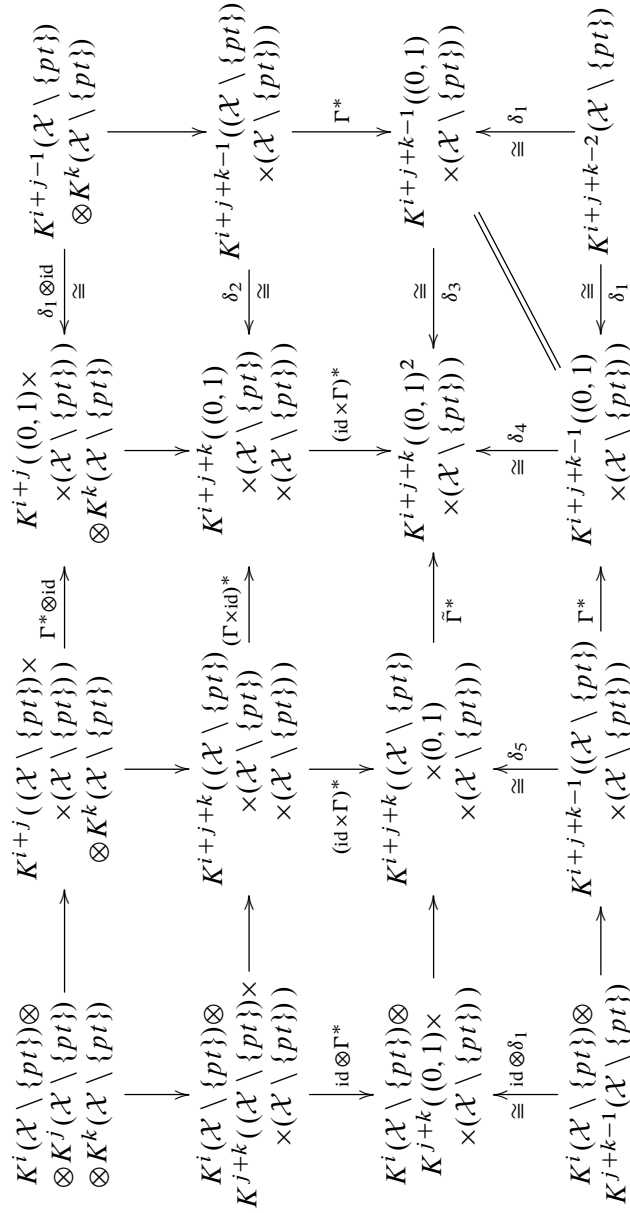 K^i(𝒳 \ {pt})⊗
⊗K^j(𝒳 \ {pt})
⊗K^k(𝒳 \ {pt})
K^{i+j}((𝒳 \ {pt})×
×(𝒳 \ {pt}))
⊗K^k(𝒳 \ {pt})
Γ*⊗id
K^{i+j}((0, 1)×
×(𝒳 \ {pt}))
⊗K^k(𝒳 \ {pt})
δ_1⊗id
≅
K^{i+j−1}(𝒳 \ {pt})
⊗K^k(𝒳 \ {pt})
K^i(𝒳 \ {pt})⊗
K^{j+k}((𝒳 \ {pt})×
×(𝒳 \ {pt}))
K^{i+j+k}((𝒳 \ {pt})
×(𝒳 \ {pt})
×(𝒳 \ {pt}))
(Γ×id)*
K^{i+j+k}((0, 1)
×(𝒳 \ {pt})
×(𝒳 \ {pt}))
δ_2
≅
K^{i+j+k−1}((𝒳 \ {pt})
×(𝒳 \ {pt}))
id⊗Γ*
(id×Γ)*
(id×Γ)*
Γ*
K^i(𝒳 \ {pt})⊗
K^{j+k}((0, 1)×
×(𝒳 \ {pt}))
K^{i+j+k}((𝒳 \ {pt})
×(0, 1)
×(𝒳 \ {pt}))
Γ̃*
K^{i+j+k}((0, 1)^2
×(𝒳 \ {pt}))
≅
δ_3
K^{i+j+k−1}((0, 1)
×(𝒳 \ {pt}))
≅ id⊗δ_1
≅ δ_5
≅ δ_4
≅ δ_1
K^i(𝒳 \ {pt})⊗
K^{j+k−1}(𝒳 \ {pt})
K^{i+j+k−1}((𝒳 \ {pt})
×(𝒳 \ {pt}))
Γ*
K^{i+j+k−1}((0, 1)
×(𝒳 \ {pt}))
≅
δ_1
K^{i+j+k−2}(𝒳 \ {pt})